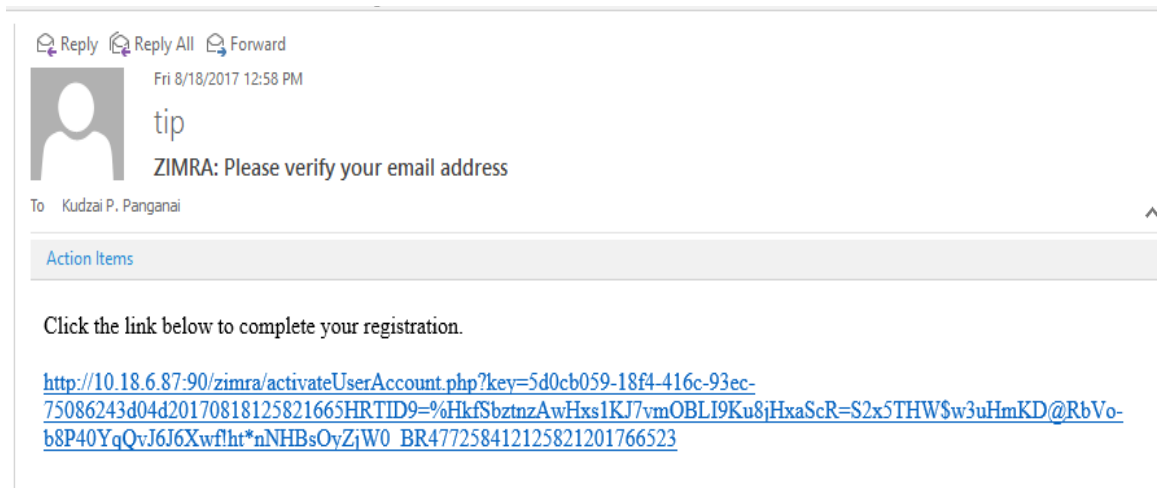 Reply Reply All Forward
Fri 8/18/2017 12:58 PM
tip
ZIMRA: Please verify your email address
To Kudzai P. Panganai
Action Items
Click the link below to complete your registration.
http://10.18.6.87:90/zimra/activateUserAccount.php?key=5d0cb059-18f4-416c-93ec-
75086243d04d20170818125821665HRTID9=%HkfSbztnzAwHxs1KJ7vmOBLI9Ku8jHxaScR=S2x5THW$w3uHmKD@RbVo-
b8P40YqQvJ6J6Xwf!ht*nNHBsOyZjW0_BR477258412125821201766523